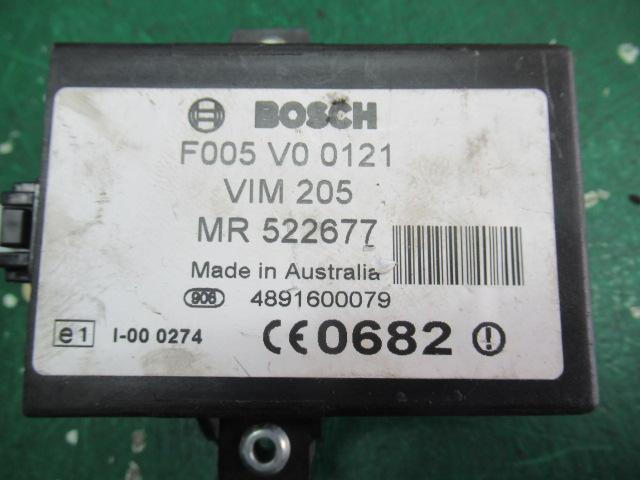 BOSCH
F005 V0 0121
VIM 205
MR 522677
Made in Australia
906 4891600079
e1 I-00 0274 CE0682